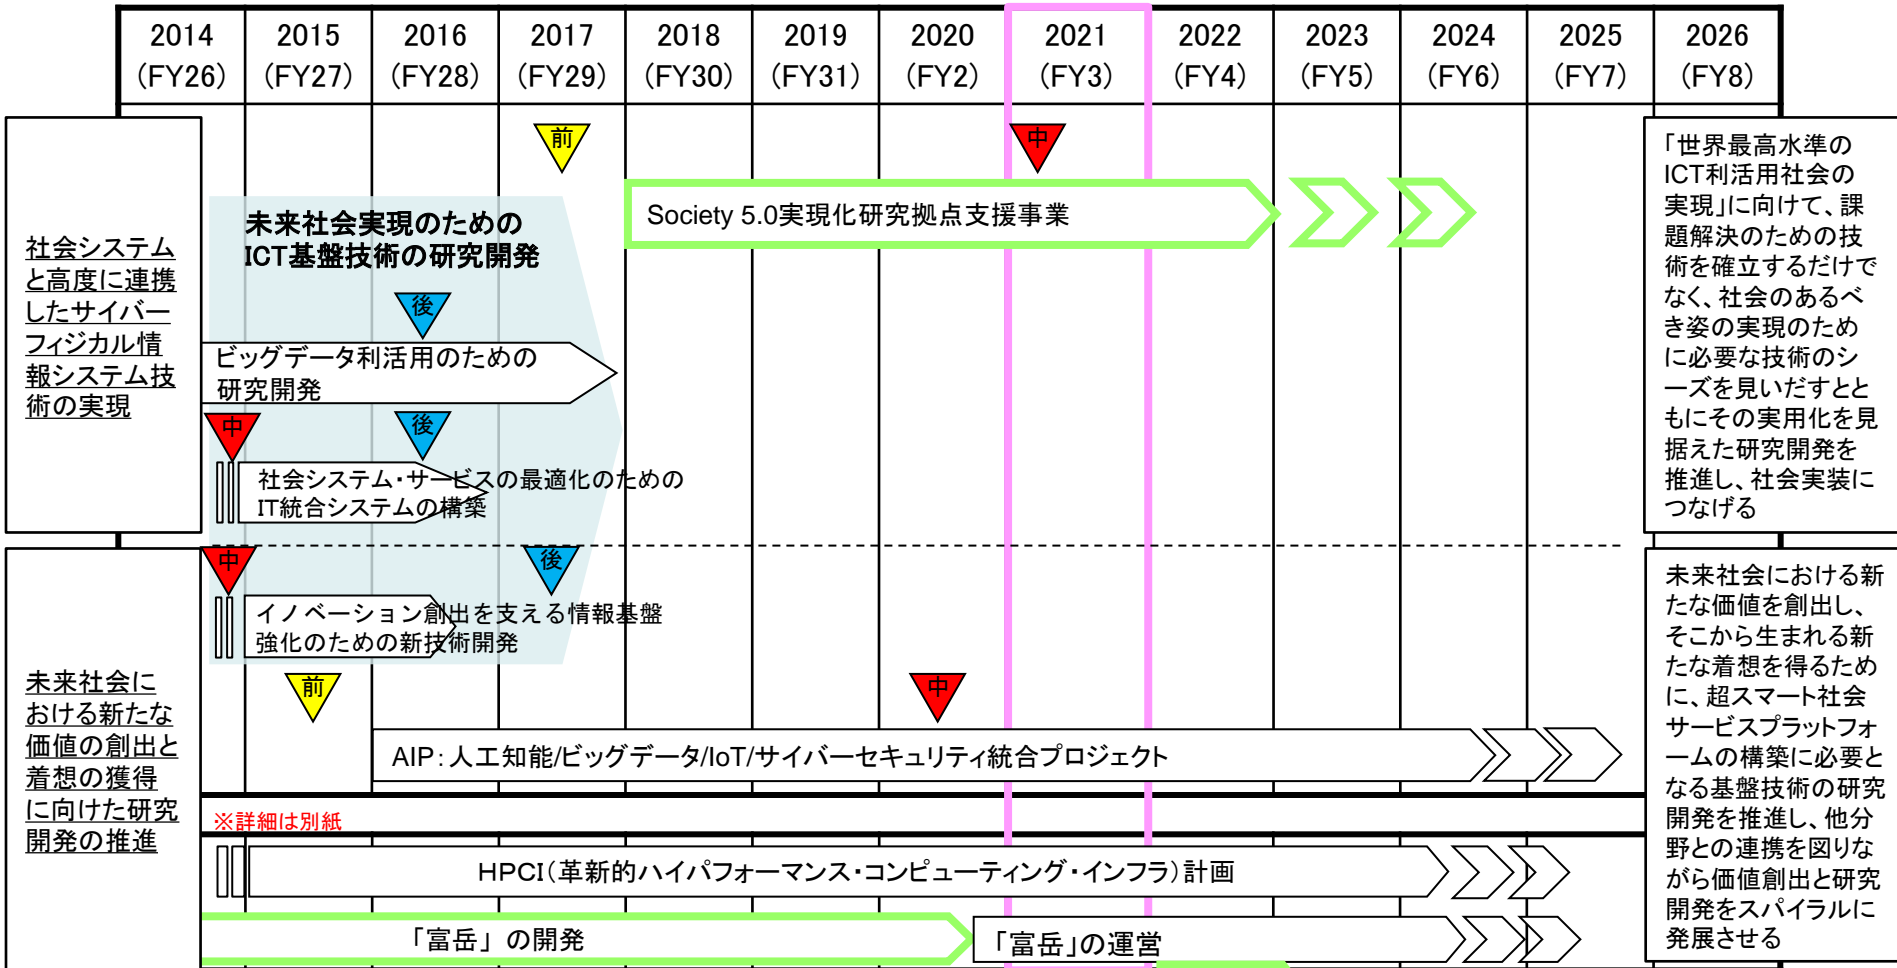 2014 2015 2016 2017 2018 2019 2020 2021 2022 2023 2024 2025 2026
(FY26) (FY27) (FY28) (FY29) (FY30) (FY31) (FY2) (FY3) (FY4) (FY5) (FY6) (FY7) (FY8)
社会システム
と高度に連携
したサイバー
フィジカル情
報システム技
術の実現
前
中
Society 5.0実現化研究拠点支援事業
未来社会実現のための
ICT基盤技術の研究開発
後
ビッグデータ利活用のための
研究開発
中
後
社会システム・サービスの最適化のための
IT統合システムの構築
「世界最高水準の
ICT利活用社会の
実現」に向けて、課
題解決のための技
術を確立するだけで
なく、社会のあるべ
き姿の実現のため
に必要な技術のシ
ーズを見いだすとと
もにその実用化を見
据えた研究開発を
推進し、社会実装に
つなげる
未来社会に
おける新たな
価値の創出と
着想の獲得
に向けた研究
開発の推進
中
後
イノベーション創出を支える情報基盤
強化のための新技術開発
前
中
AIP：人工知能/ビッグデータ/IoT/サイバーセキュリティ統合プロジェクト
※詳細は別紙
HPCI（革新的ハイパフォーマンス・コンピューティング・インフラ）計画
「富岳」の開発
「富岳」の運営
未来社会における新
たな価値を創出し、
そこから生まれる新
たな着想を得るため
に、超スマート社会
サービスプラットフォ
ームの構築に必要と
なる基盤技術の研究
開発を推進し、他分
野との連携を図りな
がら価値創出と研究
開発をスパイラルに
発展させる